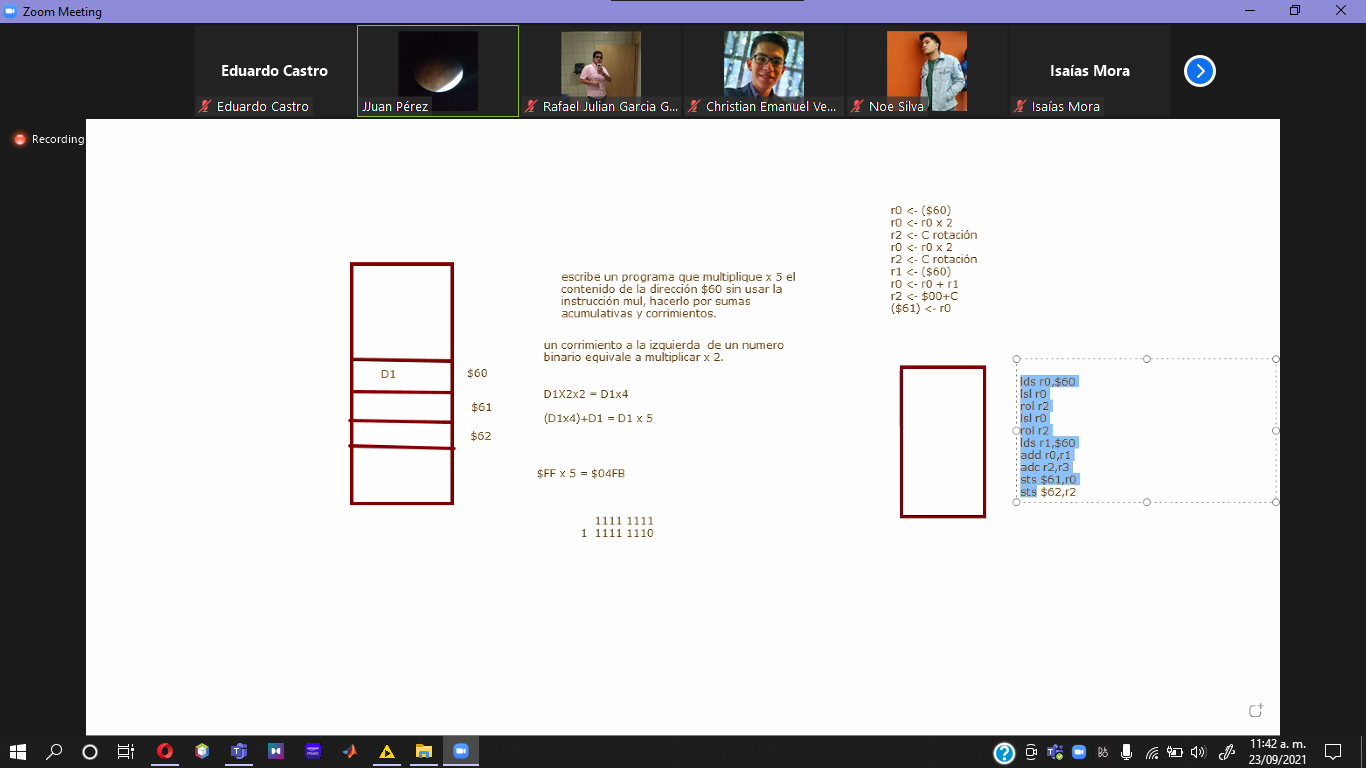 Zoom Meeting
Eduardo Castro
Isaías Mora
Eduardo Castro
JJuan Pérez
Rafael Julian Garcia G...
Christian Emanuel Ve...
Noe Silva
Isaías Mora
Recording
r0 <- ($60)
r0 <- r0 x 2
r2 <- C rotación
r0 <- r0 x 2
r2 <- C rotación
r1 <- ($60)
r0 <- r0 + r1
r2 <- $00+C
($61) <- r0
escribe un programa que multiplique x 5 el
contenido de la dirección $60 sin usar la
instrucción mul, hacerlo por sumas
acumulativas y corrimientos.
un corrimiento a la izquierda de un numero
binario equivale a multiplicar x 2.
D1 $60
$61
$62
D1X2x2 = D1x4
(D1x4)+D1 = D1 x 5
$FF x 5 = $04FB
1111 1111
1 1111 1110
lds r0,$60
lsl r0
rol r2
lsl r0
rol r2
lds r1,$60
add r0,r1
adc r2,r3
sts $61,r0
sts $62,r2
11:42 a. m.
23/09/2021